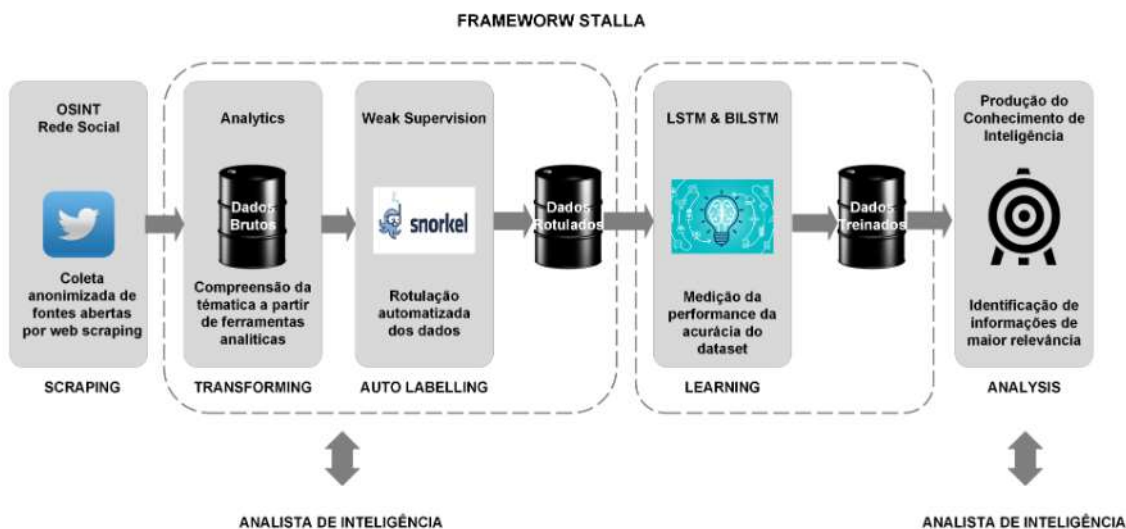 FRAMEWORW STALLA
OSINT
Rede Social
Coleta
anonimizada de
fontes abertas
por web scraping
SCRAPING
Analytics
Dados
Brutos
Compreensão da
têmática a partir
de ferramentas
analíticas
TRANSFORMING
Weak Supervision
snorkel
Rotulação
automatizada
dos dados
AUTO LABELLING
Dados
Rotulados
LSTM & BILSTM
Medição da
performance da
acurácia do
dataset
LEARNING
Dados
Treinados
Produção do
Conhecimento de
Inteligência
Identificação de
informações de
maior relevância
ANALYSIS
ANALISTA DE INTELIGÊNCIA
ANALISTA DE INTELIGÊNCIA